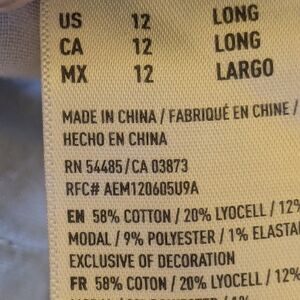 US 12 LONG
CA 12 LONG
MX 12 LARGO
MADE IN CHINA / FABRIQUÉ EN CHINE /
HECHO EN CHINA
RN 54485/CA 03873
RFC# AEM120605U9A
EN 58% COTTON / 20% LYOCELL / 12%
MODAL / 9% POLYESTER / 1% ELASTA
EXCLUSIVE OF DECORATION
FR 58% COTON / 20% LYOCELL / 12%